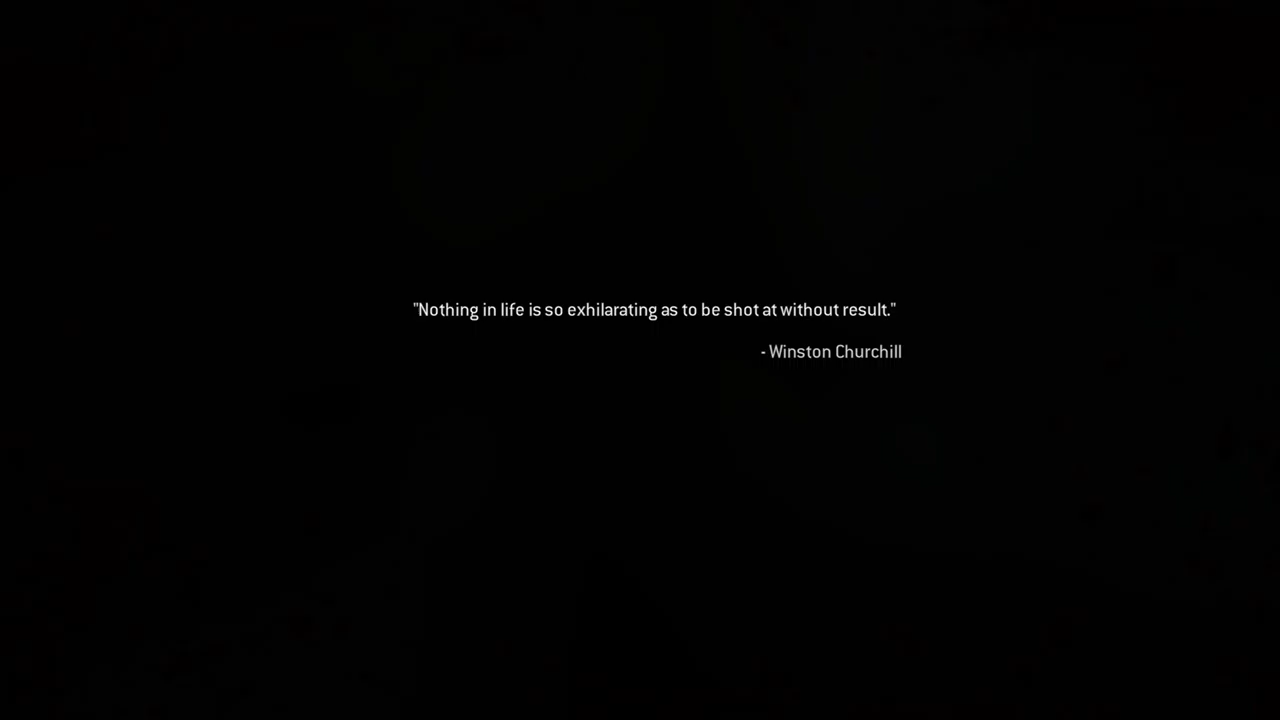 "Nothing in life is so exhilarating as to be shot at without result."
- Winston Churchill